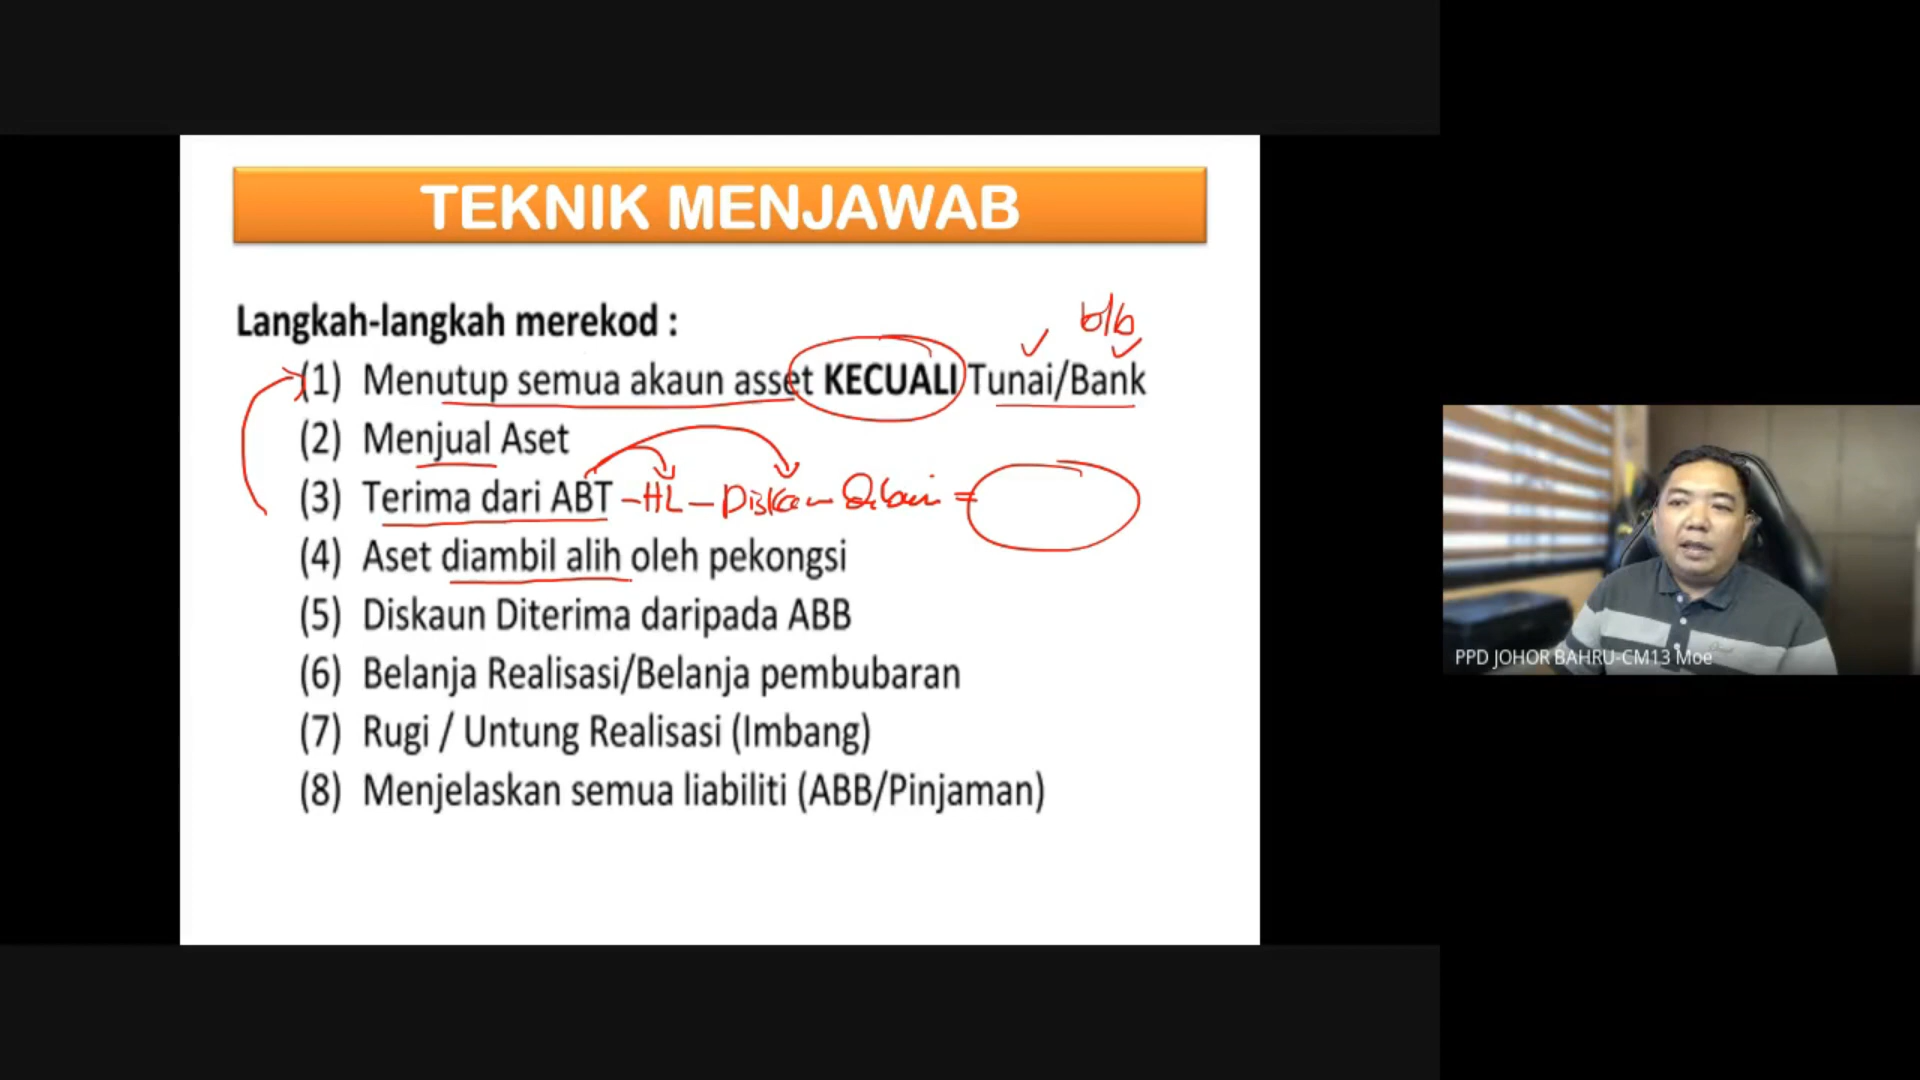 TEKNIK MENJAWAB
Langkah-langkah merekod :
b/b
(1) Menutup semua akaun asset KECUALI Tunai/Bank
(2) Menjual Aset
(3) Terima dari ABT – HL – Diskaun =
(4) Aset diambil alih oleh pekongsi
(5) Diskaun Diterima daripada ABB
(6) Belanja Realisasi/Belanja pembubaran
(7) Rugi / Untung Realisasi (Imbang)
(8) Menjelaskan semua liabiliti (ABB/Pinjaman)
PPD JOHOR BAHRU-CM13 Moe